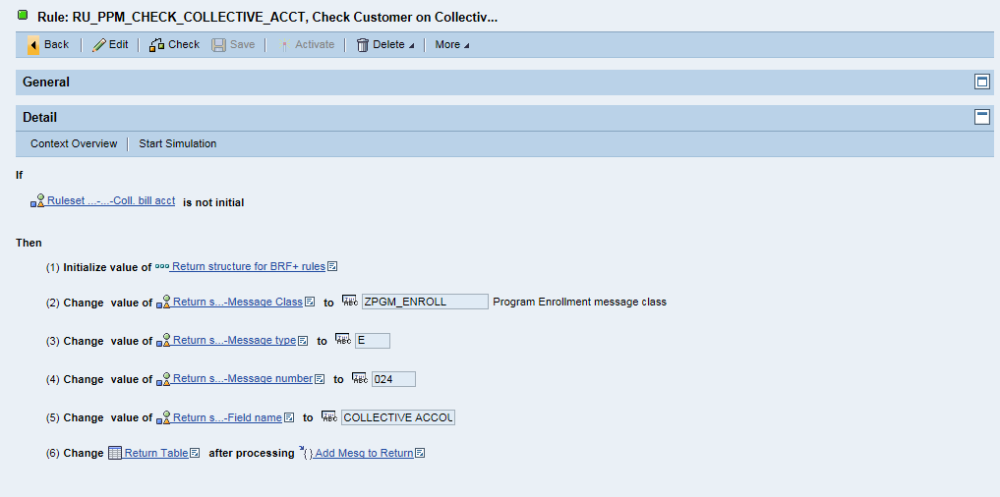 Rule: RU_PPM_CHECK_COLLECTIVE_ACCT, Check Customer on Collectiv...
Back Edit Check Save Activate Delete More
General
Detail
Context Overview Start Simulation
If
Ruleset ...-...-Coll. bill acct is not initial
Then
(1) Initialize value of Return structure for BRF+ rules
(2) Change value of Return s...-Message Class to ABC ZPGM_ENROLL Program Enrollment message class
(3) Change value of Return s...-Message type to ABC E
(4) Change value of Return s...-Message number to ABC 024
(5) Change value of Return s...-Field name to ABC COLLECTIVE ACCOU
(6) Change Return Table after processing Add Mesg to Return